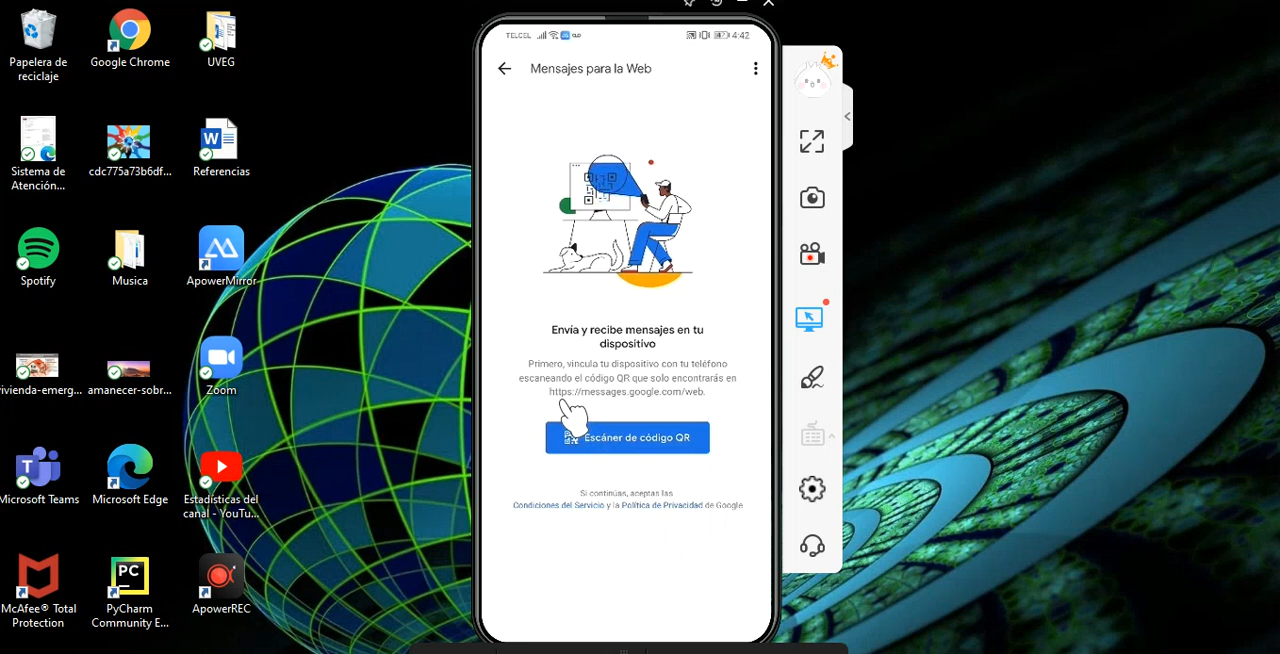 Papelera de
reciclaje
Google Chrome
UVEG
Sistema de
Atención...
cdc775a73b6df...
Referencias
Spotify
Musica
ApowerMirror
vivienda-emerg...
amanecer-sobr...
Zoom
Microsoft Teams
Microsoft Edge
Estadísticas del
canal - YouTu...
McAfee® Total
Protection
PyCharm
Community E...
ApowerREC
TELCEL
4:42
Mensajes para la Web
Envía y recibe mensajes en tu
dispositivo
Primero, vincula tu dispositivo con tu teléfono
escaneando el código QR que solo encontrarás en
https://messages.google.com/web.
Escáner de código QR
Si continúas, aceptas las
Condiciones del Servicio y la Política de Privacidad de Google